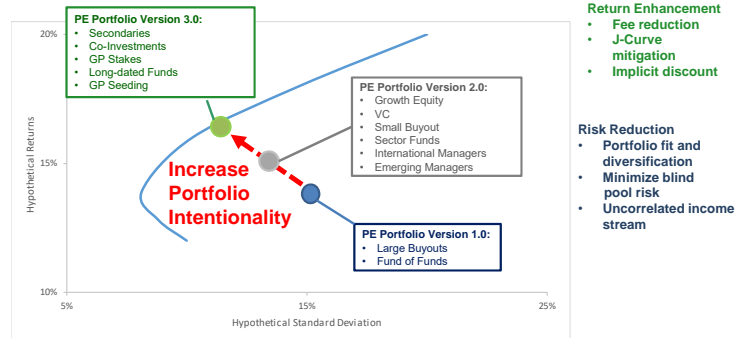 PE Portfolio Version 3.0:
• Secondaries
• Co-Investments
• GP Stakes
• Long-dated Funds
• GP Seeding
PE Portfolio Version 2.0:
• Growth Equity
• VC
• Small Buyout
• Sector Funds
• International Managers
• Emerging Managers
PE Portfolio Version 1.0:
• Large Buyouts
• Fund of Funds
Increase
Portfolio
Intentionality
Hypothetical Returns
20%
15%
10%
5%
15%
25%
Hypothetical Standard Deviation
Return Enhancement
• Fee reduction
• J-Curve
mitigation
• Implicit discount
Risk Reduction
• Portfolio fit and
diversification
• Minimize blind
pool risk
• Uncorrelated income
stream